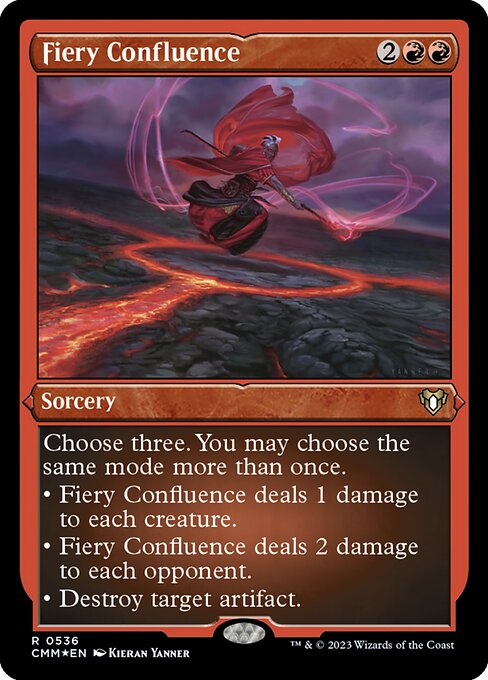 Fiery Confluence 2
Sorcery
Choose three. You may choose the
same mode more than once.
• Fiery Confluence deals 1 damage
to each creature.
• Fiery Confluence deals 2 damage
to each opponent.
• Destroy target artifact.
R 0536
CMM★EN Kieran Yanner
™ & © 2023 Wizards of the Coast